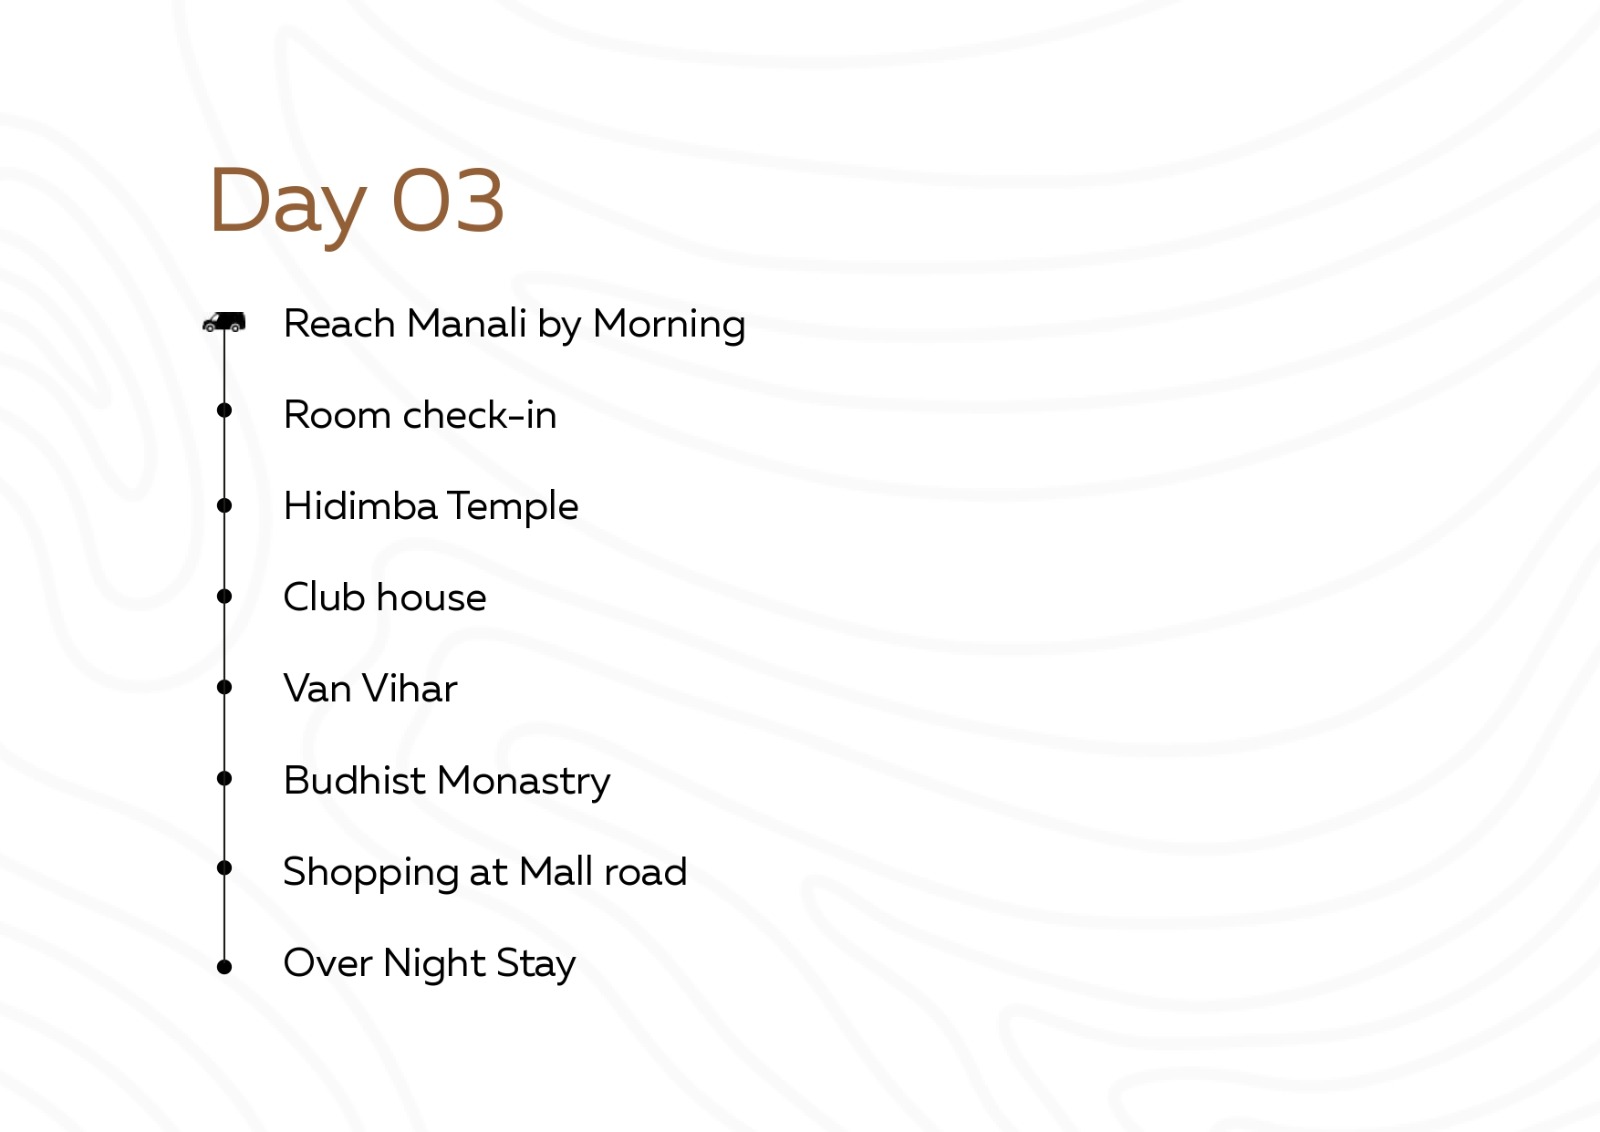 Day 03
Reach Manali by Morning
Room check-in
Hidimba Temple
Club house
Van Vihar
Budhist Monastry
Shopping at Mall road
Over Night Stay